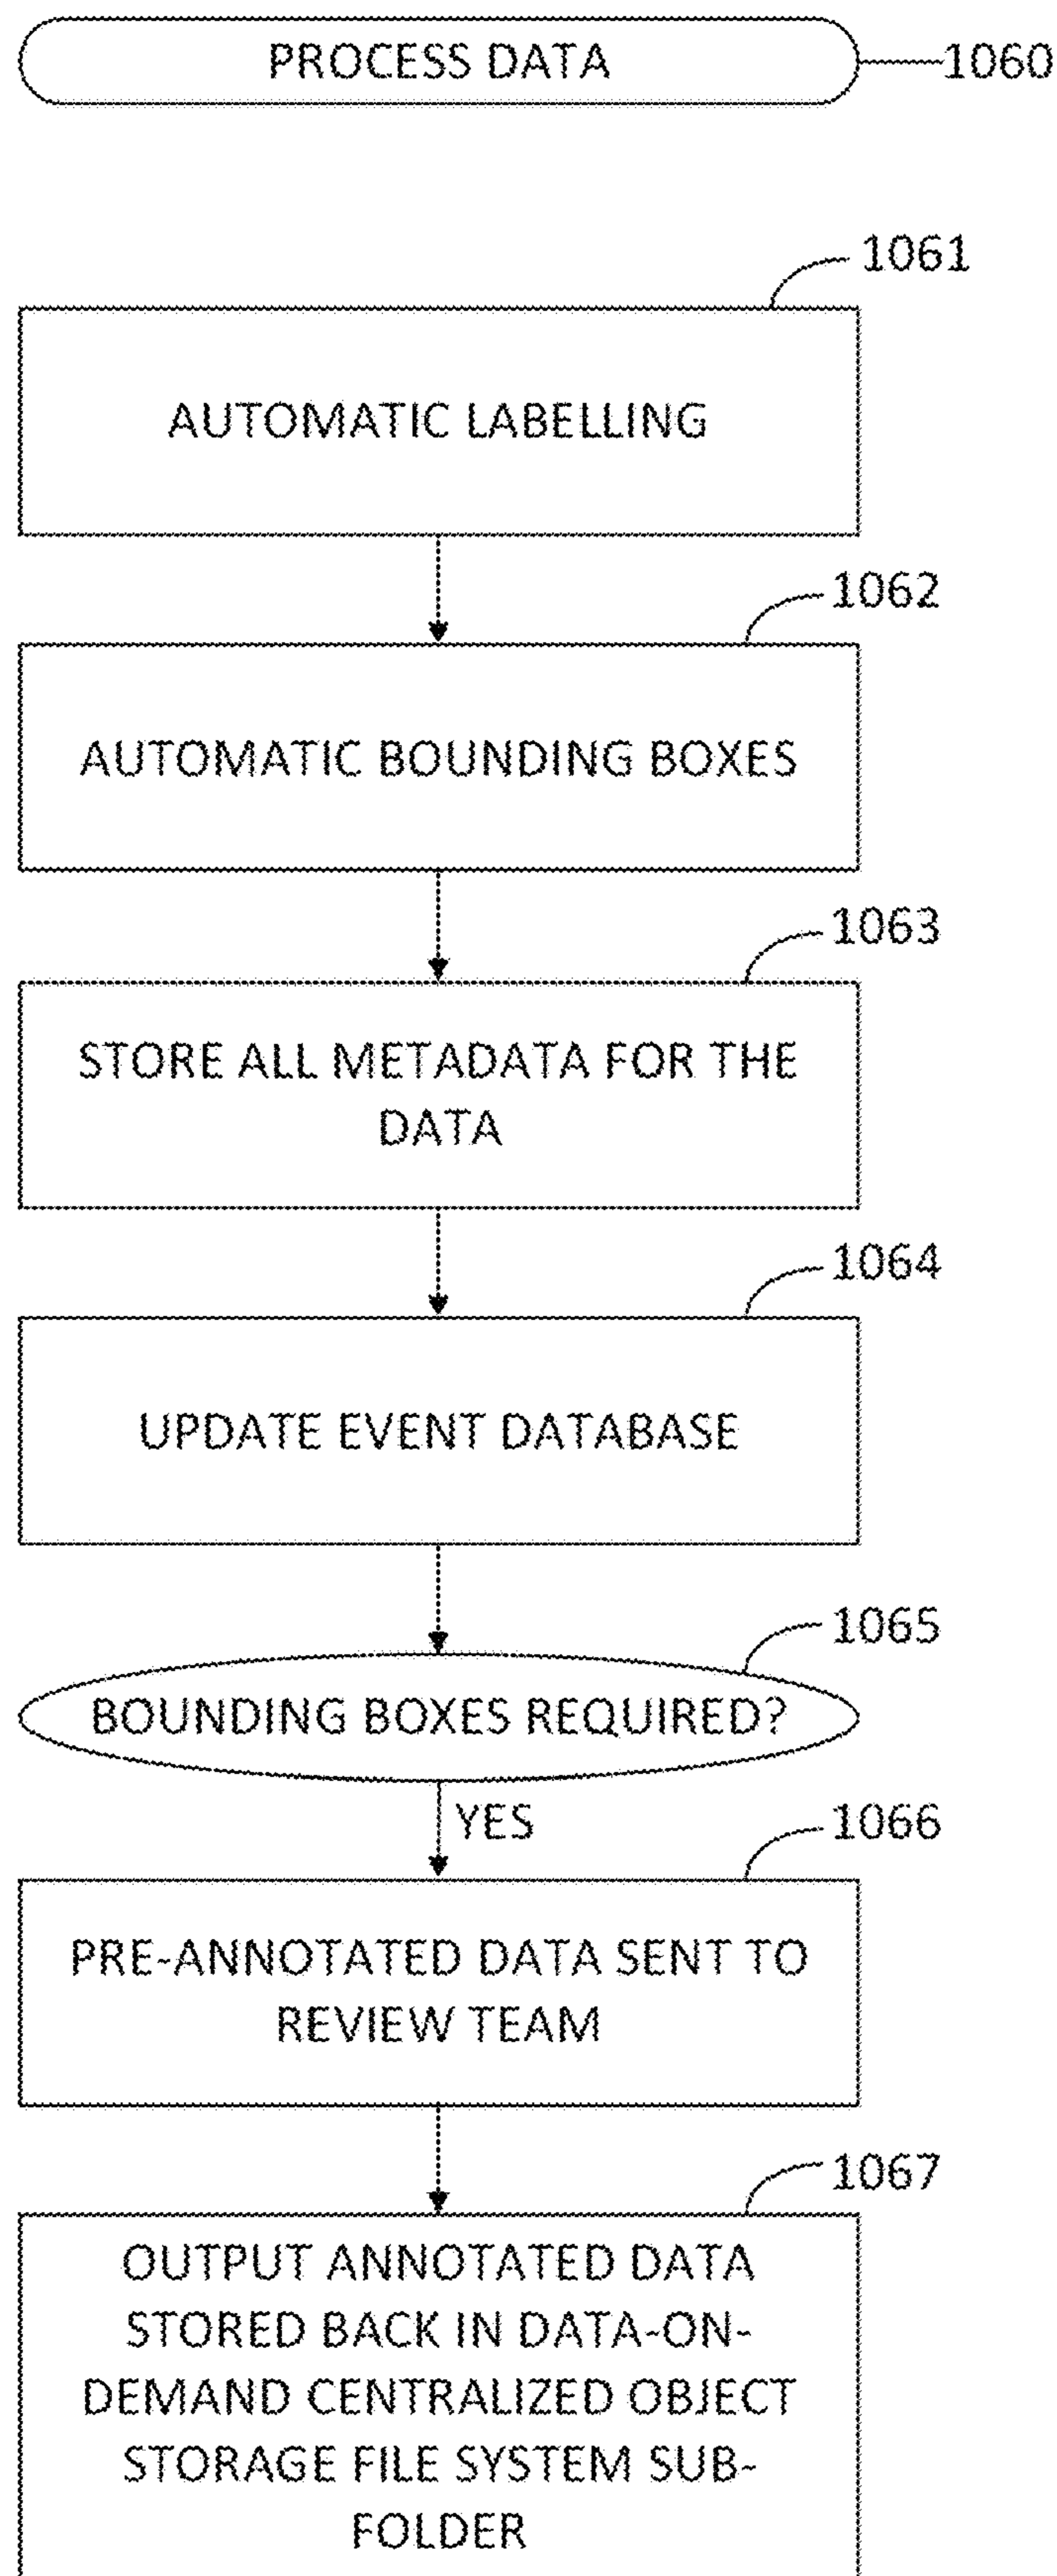 PROCESS DATA
1060
1061
AUTOMATIC LABELLING
1062
AUTOMATIC BOUNDING BOXES
1063
STORE ALL METADATA FOR THE
DATA
1064
UPDATE EVENT DATABASE
1065
BOUNDING BOXES REQUIRED?
YES
1066
PRE-ANNOTATED DATA SENT TO
REVIEW TEAM
1067
OUTPUT ANNOTATED DATA
STORED BACK IN DATA-ON-
DEMAND CENTRALIZED OBJECT
STORAGE FILE SYSTEM SUB-
FOLDER